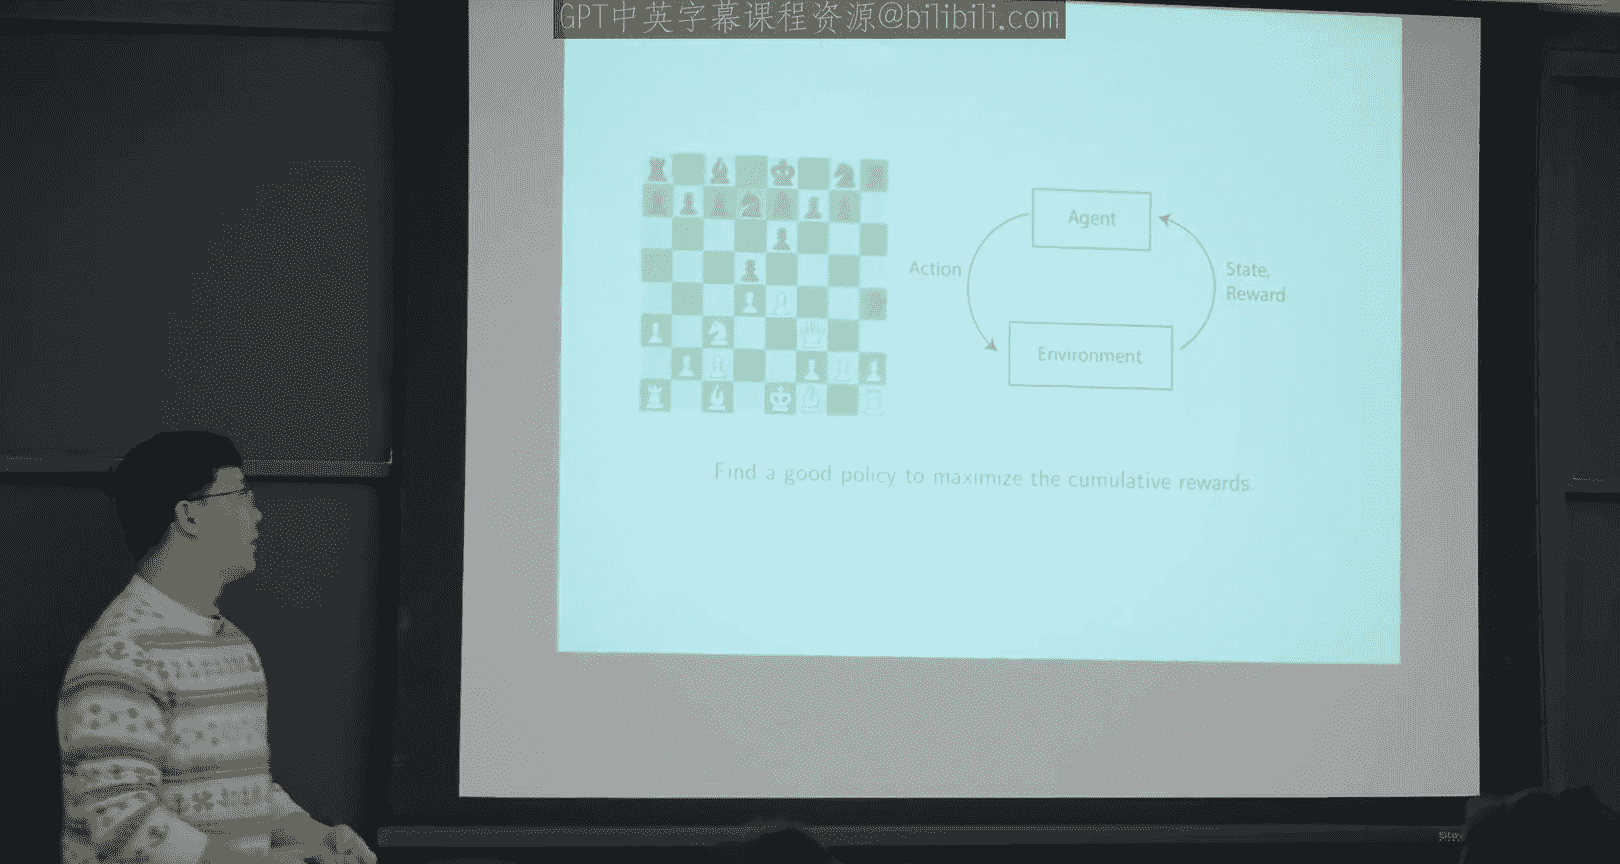 GPT中英字幕课程资源@bilibili.com
Agent
Action
State,
Reward
Environment
Find a good policy to maximize the cumulative rewards.